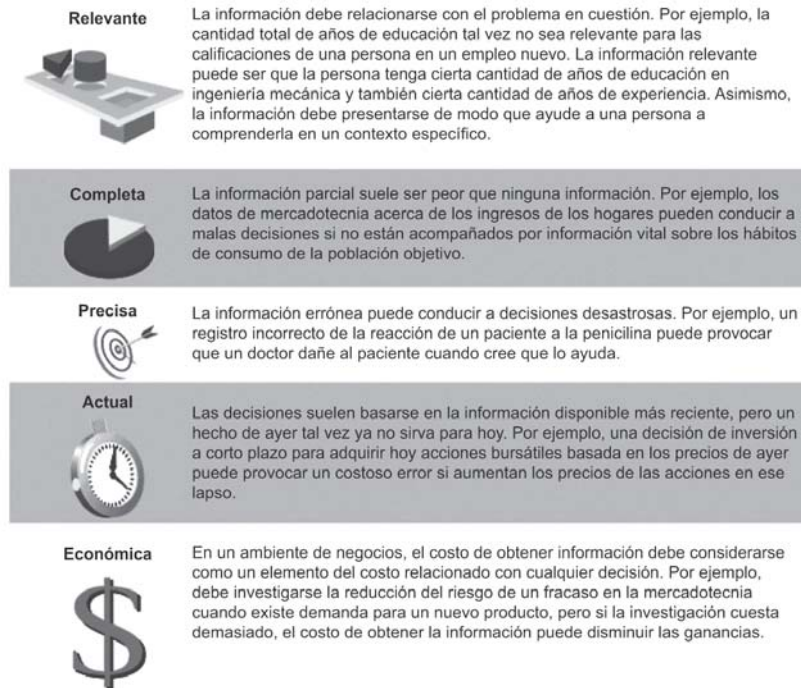 Relevante
La información debe relacionarse con el problema en cuestión. Por ejemplo, la
cantidad total de años de educación tal vez no sea relevante para las
calificaciones de una persona en un empleo nuevo. La información relevante
puede ser que la persona tenga cierta cantidad de años de educación en
ingeniería mecánica y también cierta cantidad de años de experiencia. Asimismo,
la información debe presentarse de modo que ayude a una persona a
comprenderla en un contexto específico.
Completa
La información parcial suele ser peor que ninguna información. Por ejemplo, los
datos de mercadotecnia acerca de los ingresos de los hogares pueden conducir a
malas decisiones si no están acompañados por información vital sobre los hábitos
de consumo de la población objetivo.
Precisa
La información errónea puede conducir a decisiones desastrosas. Por ejemplo, un
registro incorrecto de la reacción de un paciente a la penicilina puede provocar
que un doctor dañe al paciente cuando cree que lo ayuda.
Actual
Las decisiones suelen basarse en la información disponible más reciente, pero un
hecho de ayer tal vez ya no sirva para hoy. Por ejemplo, una decisión de inversión
a corto plazo para adquirir hoy acciones bursátiles basada en los precios de ayer
puede provocar un costoso error si aumentan los precios de las acciones en ese
lapso.
Económica
En un ambiente de negocios, el costo de obtener información debe considerarse
como un elemento del costo relacionado con cualquier decisión. Por ejemplo,
debe investigarse la reducción del riesgo de un fracaso en la mercadotecnia
cuando existe demanda para un nuevo producto, pero si la investigación cuesta
demasiado, el costo de obtener la información puede disminuir las ganancias.
$